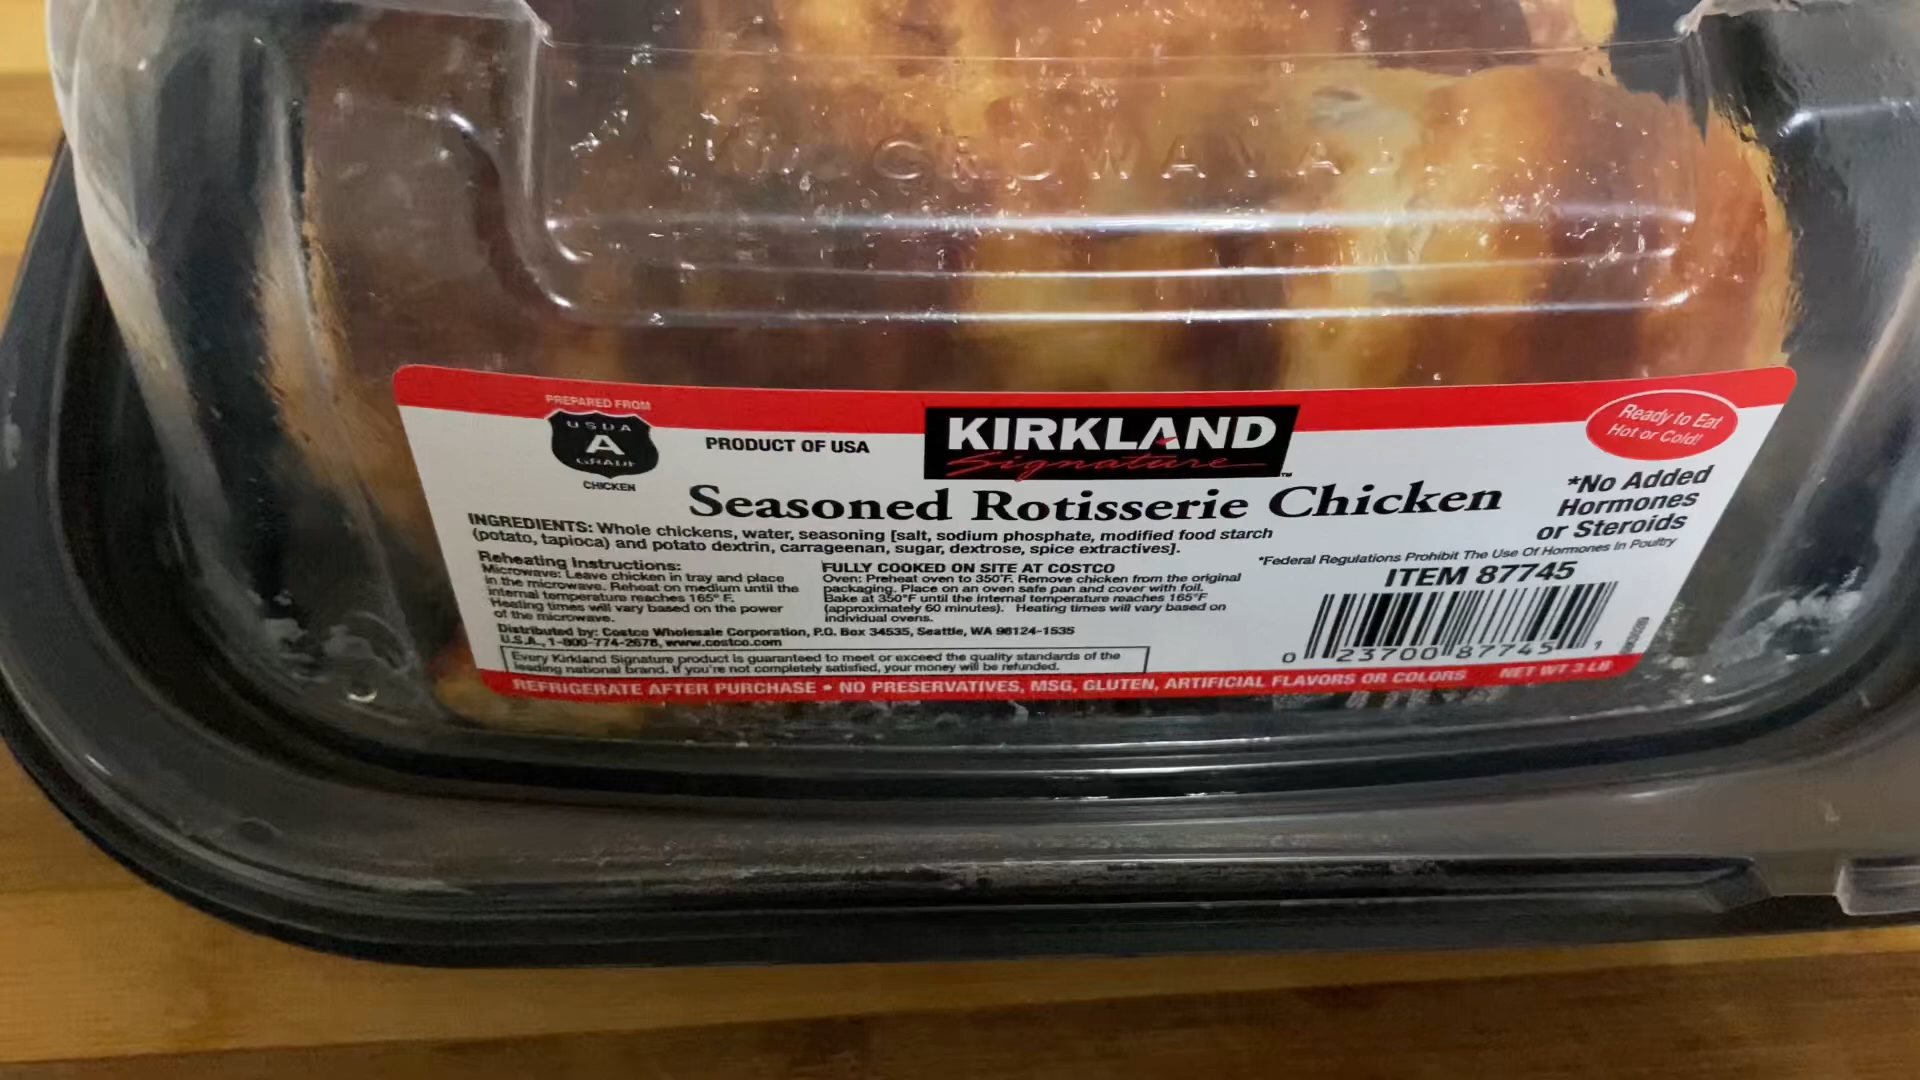 PREPARED FROM
USDA
A
GRADE
CHICKEN
PRODUCT OF USA
KIRKLAND
Signature™
Ready to Eat
Hot or Cold!
Seasoned Rotisserie Chicken
*No Added
Hormones
or Steroids
*Federal Regulations Prohibit The Use Of Hormones In Poultry
INGREDIENTS: Whole chickens, water, seasoning [salt, sodium phosphate, modified food starch
(potato, tapioca) and potato dextrin, carrageenan, sugar, dextrose, spice extractives].
Reheating Instructions:
Microwave: Leave chicken in tray and place
in the microwave. Reheat on medium until the
internal temperature reaches 165° F.
Heating times will vary based on the power
of the microwave.
FULLY COOKED ON SITE AT COSTCO
Oven: Preheat oven to 350°F. Remove chicken from the original
packaging. Place on an oven safe pan and cover with foil.
Bake at 350°F until the internal temperature reaches 165°F
(approximately 60 minutes). Heating times will vary based on
individual ovens.
Distributed by: Costco Wholesale Corporation, P.O. Box 34535, Seattle, WA 98124-1535
U.S.A., 1-800-774-2678, www.costco.com
Every Kirkland Signature product is guaranteed to meet or exceed the quality standards of the
leading national brand. If you're not completely satisfied, your money will be refunded.
ITEM 87745
0 23700 87745 1
REFRIGERATE AFTER PURCHASE • NO PRESERVATIVES, MSG, GLUTEN, ARTIFICIAL FLAVORS OR COLORS
NET WT 3 LB